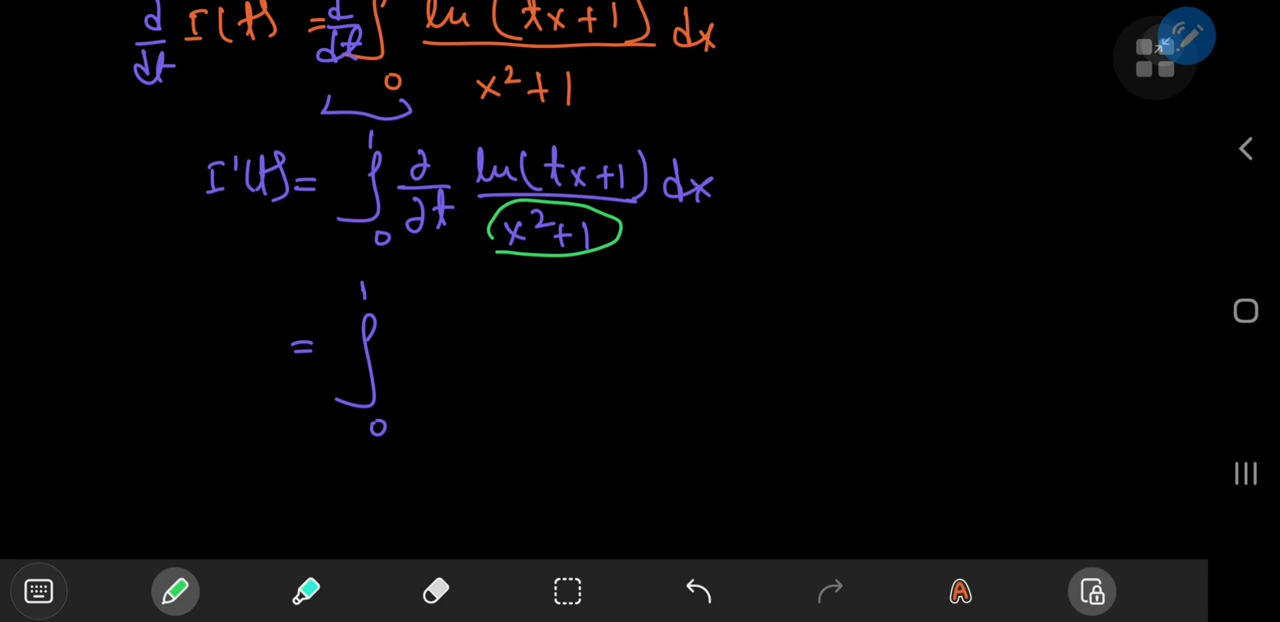 d/dt I(t) = d/dt ∫₀¹ ln(tx+1)/(x²+1) dx
I'(t) = ∫₀¹ ∂/∂t ln(tx+1)/(x²+1) dx
= ∫₀¹
A